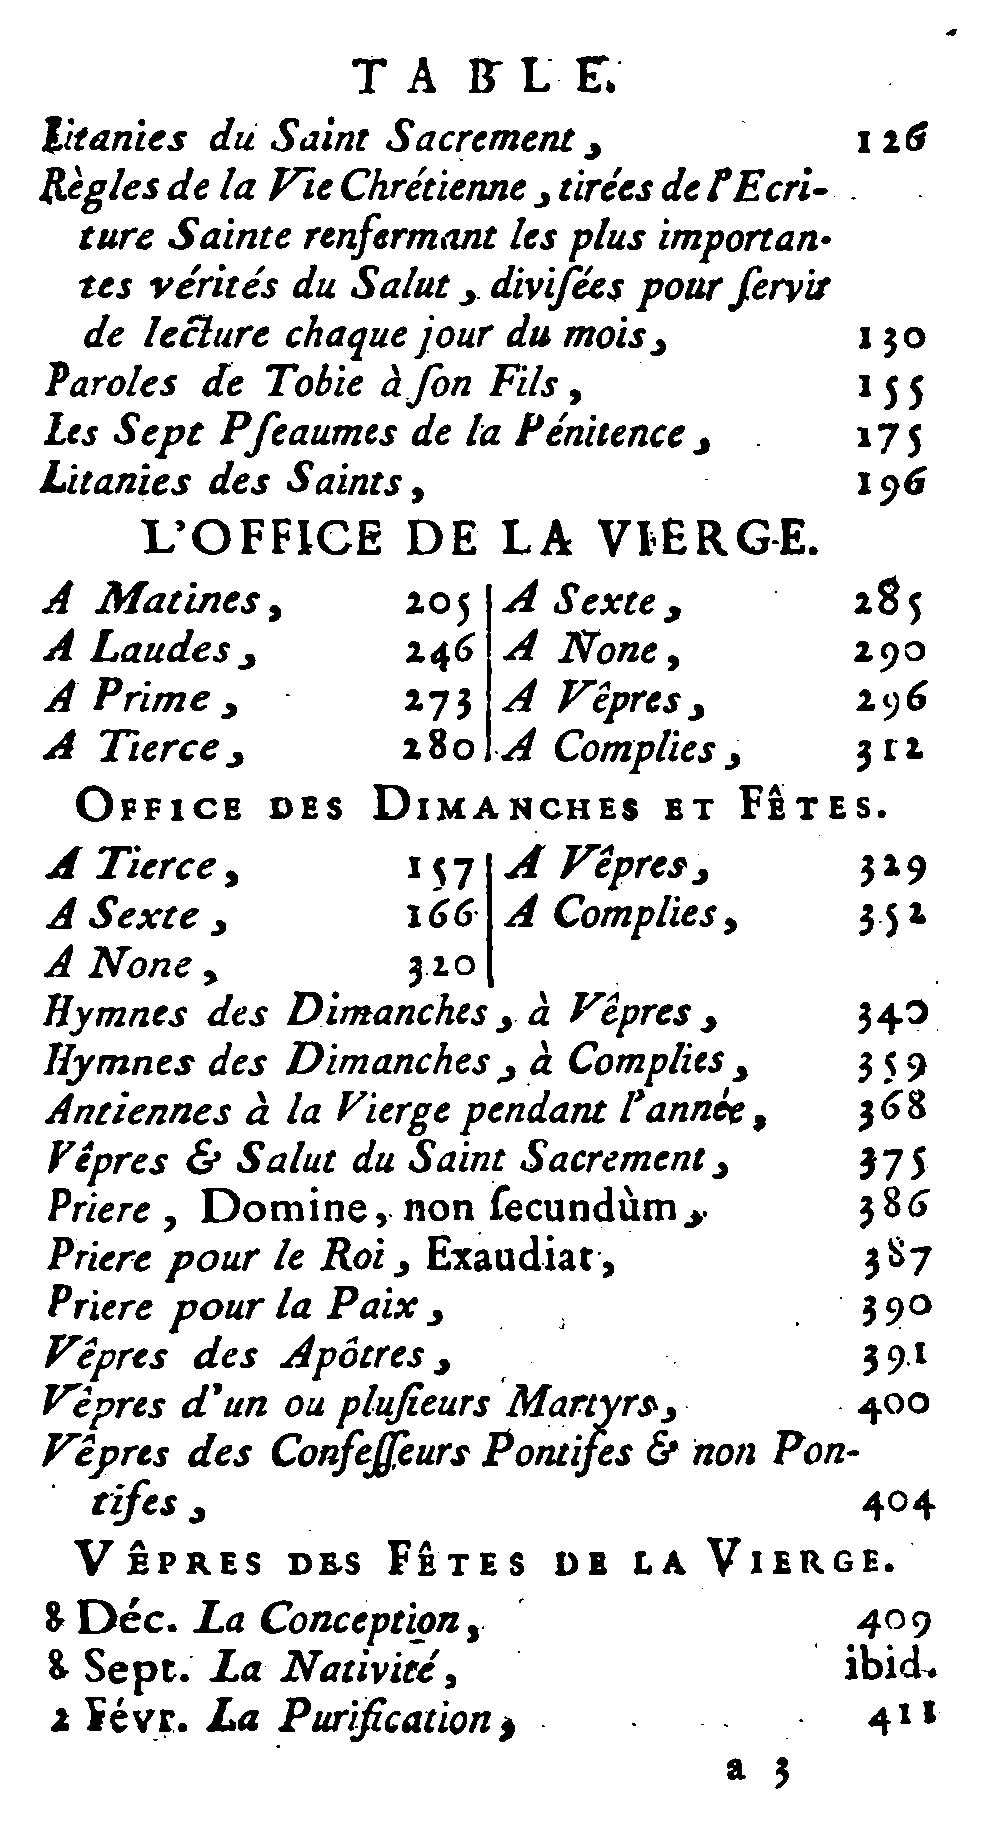 TABLE.
Litanies du Saint Sacrement, 126
Règles de la Vie Chrétienne, tirées de l'Ecri-
ture Sainte renfermant les plus importan-
tes vérités du Salut, diviſées pour ſervir
de lecture chaque jour du mois, 130
Paroles de Tobie à ſon Fils, 155
Les Sept Pſeaumes de la Pénitence, 175
Litanies des Saints, 196
L'OFFICE DE LA VIERGE.
A Matines, 205 | A Sexte, 285
A Laudes, 246 | A None, 290
A Prime, 273 | A Vêpres, 296
A Tierce, 280 | A Complies, 312
OFFICE DES DIMANCHES ET FÊTES.
A Tierce, 157 | A Vêpres, 329
A Sexte, 166 | A Complies, 352
A None, 320
Hymnes des Dimanches, à Vêpres, 340
Hymnes des Dimanches, à Complies, 359
Antiennes à la Vierge pendant l'année, 368
Vêpres & Salut du Saint Sacrement, 375
Priere, Domine, non ſecundùm, 386
Priere pour le Roi, Exaudiat, 387
Priere pour la Paix, 390
Vêpres des Apôtres, 391
Vêpres d'un ou pluſieurs Martyrs, 400
Vêpres des Confeſſeurs Pontifes & non Pon-
tifes, 404
VÊPRES DES FÊTES DE LA VIERGE.
8 Déc. La Conception, 409
8 Sept. La Nativité, ibid.
2 Févr. La Purification, 411
a 3